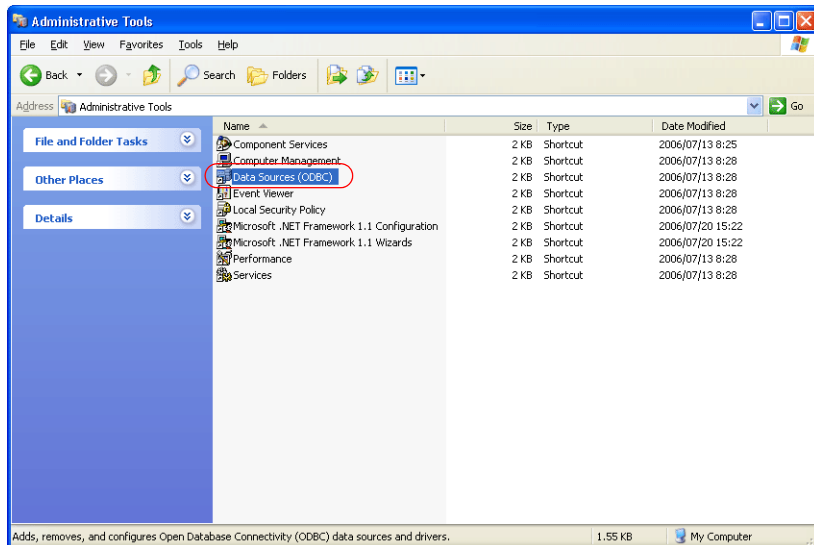 Administrative Tools
File Edit View Favorites Tools Help
Back Search Folders
Address Administrative Tools Go
File and Folder Tasks
Other Places
Details
Name Size Type Date Modified
Component Services 2 KB Shortcut 2006/07/13 8:25
Computer Management 2 KB Shortcut 2006/07/13 8:28
Data Sources (ODBC) 2 KB Shortcut 2006/07/13 8:28
Event Viewer 2 KB Shortcut 2006/07/13 8:28
Local Security Policy 2 KB Shortcut 2006/07/13 8:28
Microsoft .NET Framework 1.1 Configuration 2 KB Shortcut 2006/07/20 15:22
Microsoft .NET Framework 1.1 Wizards 2 KB Shortcut 2006/07/20 15:22
Performance 2 KB Shortcut 2006/07/13 8:28
Services 2 KB Shortcut 2006/07/13 8:28
Adds, removes, and configures Open Database Connectivity (ODBC) data sources and drivers. 1.55 KB My Computer